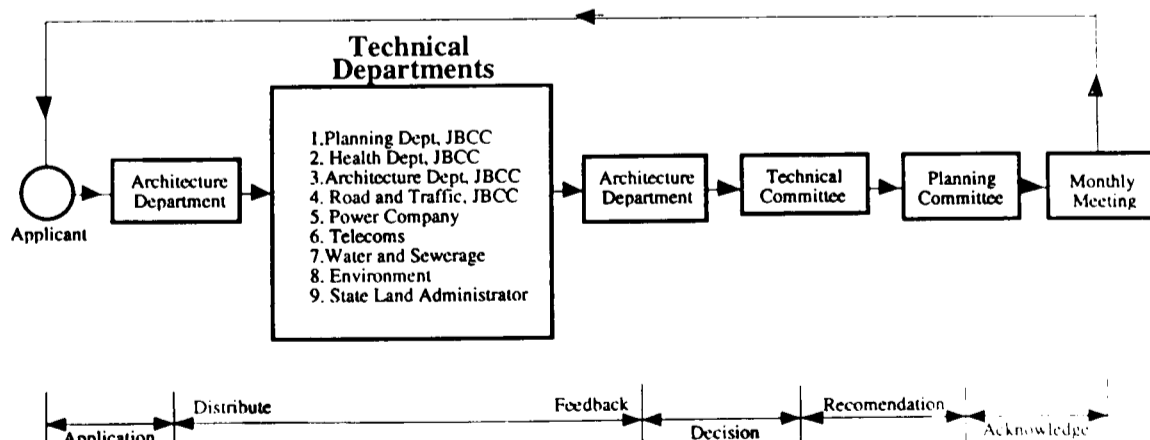 Technical
Departments
1.Planning Dept, JBCC
2. Health Dept, JBCC
3.Architecture Dept, JBCC
4. Road and Traffic, JBCC
5. Power Company
6. Telecoms
7.Water and Sewerage
8. Environment
9. State Land Administrator
Applicant
Architecture
Department
Architecture
Department
Technical
Committee
Planning
Committee
Monthly
Meeting
Application
Distribute
Feedback
Decision
Recomendation
Acknowledge